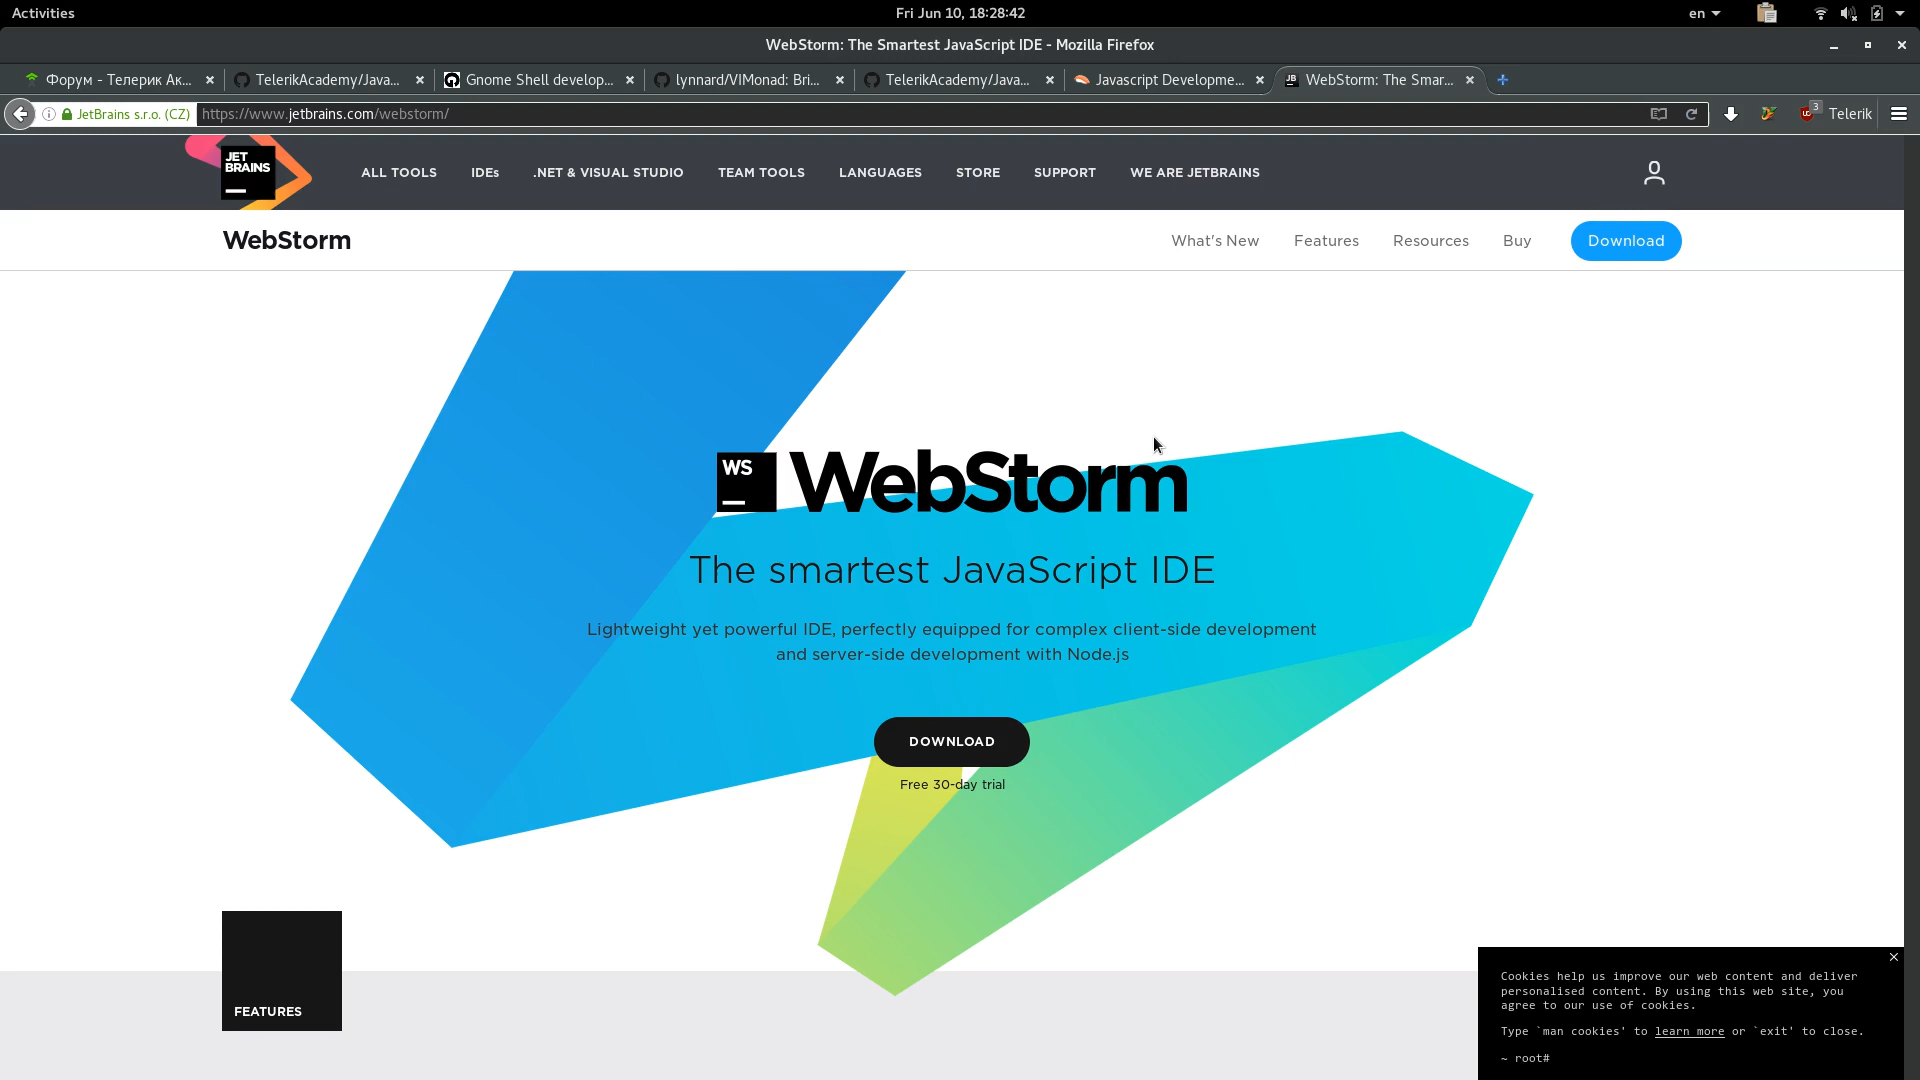 Activities
Fri Jun 10, 18:28:42
en
WebStorm: The Smartest JavaScript IDE - Mozilla Firefox
Форум - Телерик Ак...
TelerikAcademy/Java...
Gnome Shell develop...
lynnard/VIMonad: Bri...
TelerikAcademy/Java...
Javascript Developme...
WebStorm: The Smar...
JetBrains s.r.o. (CZ)
https://www.jetbrains.com/webstorm/
3
Telerik
JET
BRAINS
ALL TOOLS
IDEs
.NET & VISUAL STUDIO
TEAM TOOLS
LANGUAGES
STORE
SUPPORT
WE ARE JETBRAINS
WebStorm
What's New
Features
Resources
Buy
Download
WS
WebStorm
The smartest JavaScript IDE
Lightweight yet powerful IDE, perfectly equipped for complex client-side development
and server-side development with Node.js
DOWNLOAD
Free 30-day trial
FEATURES
Cookies help us improve our web content and deliver
personalised content. By using this web site, you
agree to our use of cookies.
Type `man cookies' to learn more or `exit' to close.
~ root#